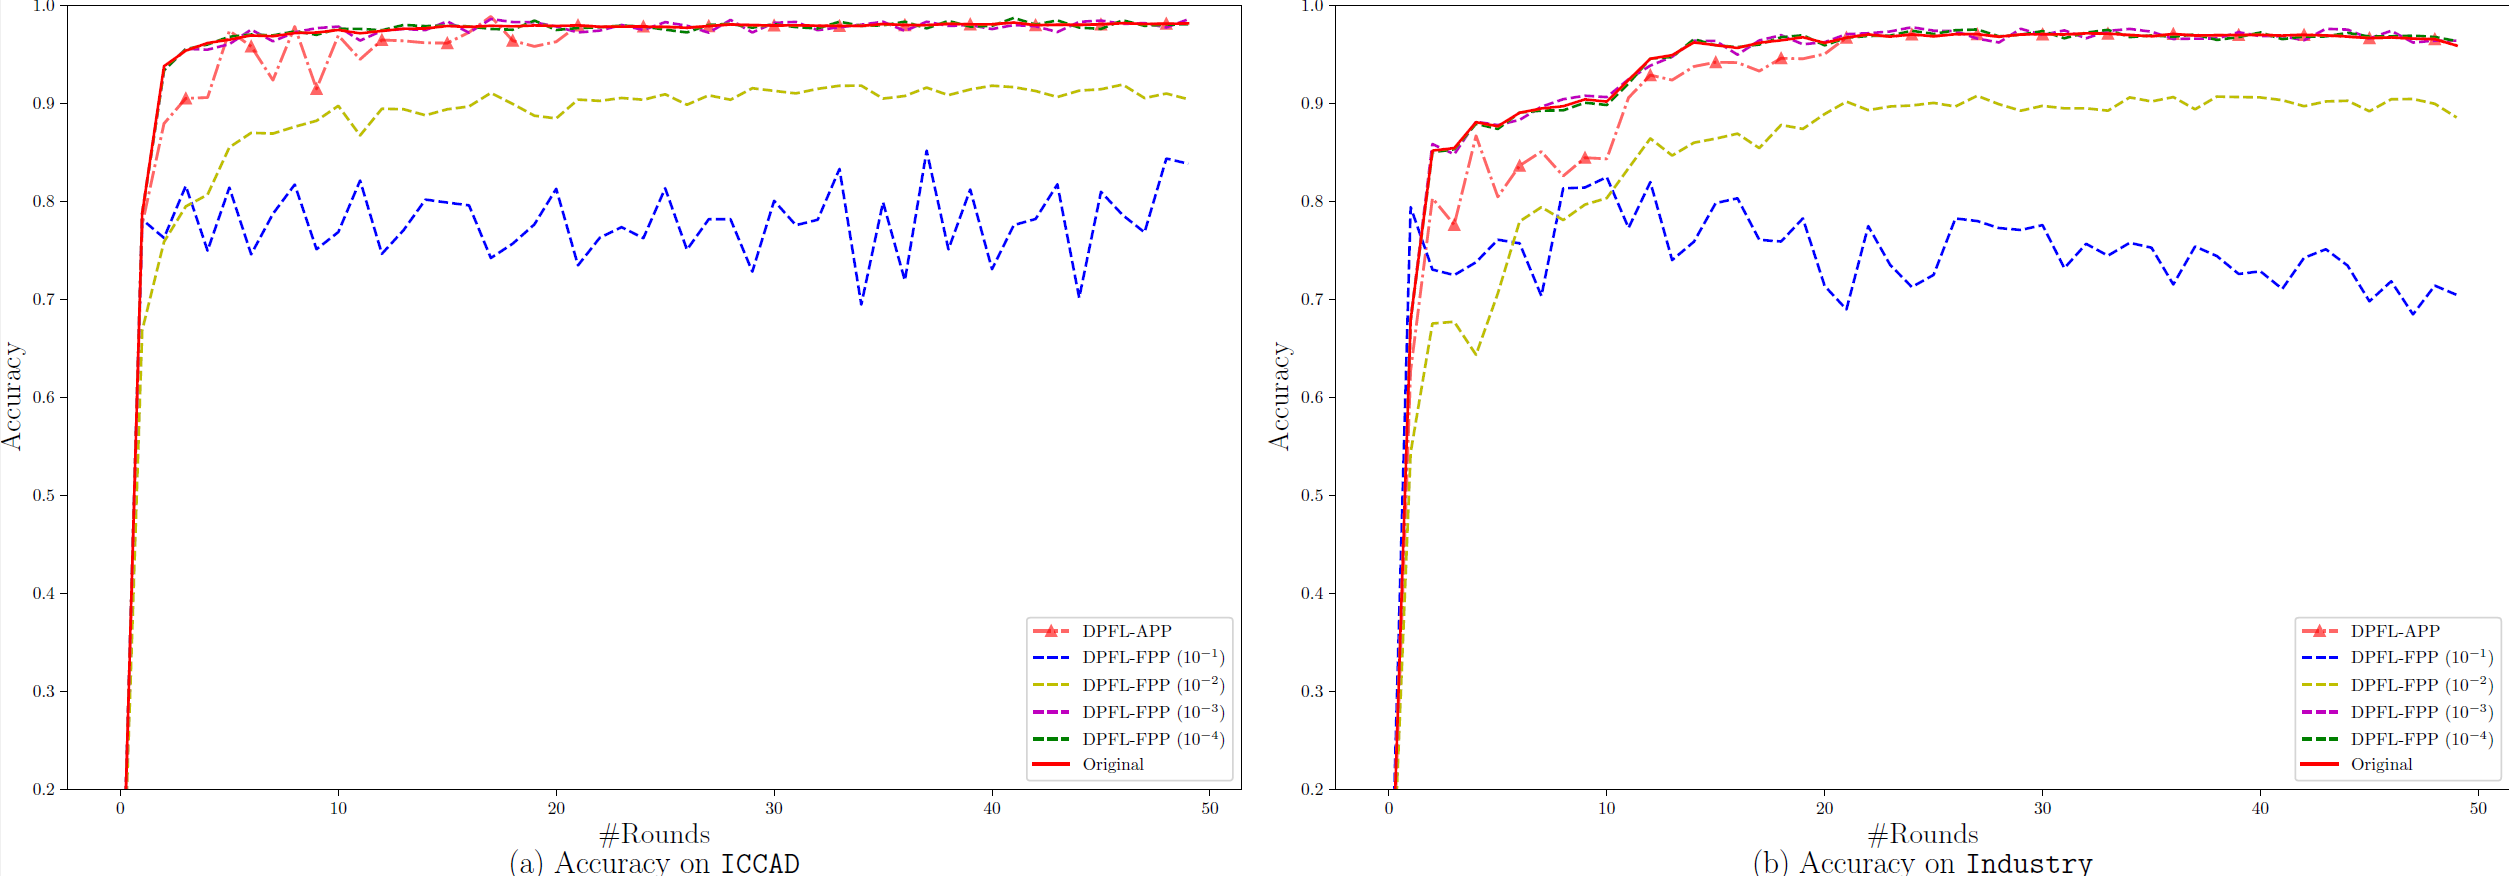 1.0
0.9
0.8
0.7
0.6
0.5
0.4
0.3
0.2
Accuracy
0 10 20 30 40 50
#Rounds
DPFL-APP
DPFL-FPP (10⁻¹)
DPFL-FPP (10⁻²)
DPFL-FPP (10⁻³)
DPFL-FPP (10⁻⁴)
Original
(a) Accuracy on ICCAD
1.0
0.9
0.8
0.7
0.6
0.5
0.4
0.3
0.2
Accuracy
0 10 20 30 40 50
#Rounds
DPFL-APP
DPFL-FPP (10⁻¹)
DPFL-FPP (10⁻²)
DPFL-FPP (10⁻³)
DPFL-FPP (10⁻⁴)
Original
(b) Accuracy on Industry